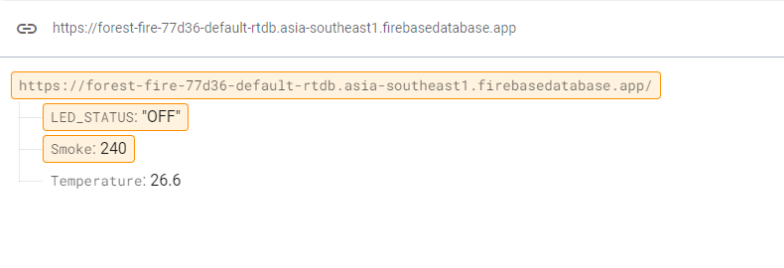 https://forest-fire-77d36-default-rtdb.asia-southeast1.firebasedatabase.app
https://forest-fire-77d36-default-rtdb.asia-southeast1.firebasedatabase.app/
LED_STATUS: "OFF"
Smoke: 240
Temperature: 26.6